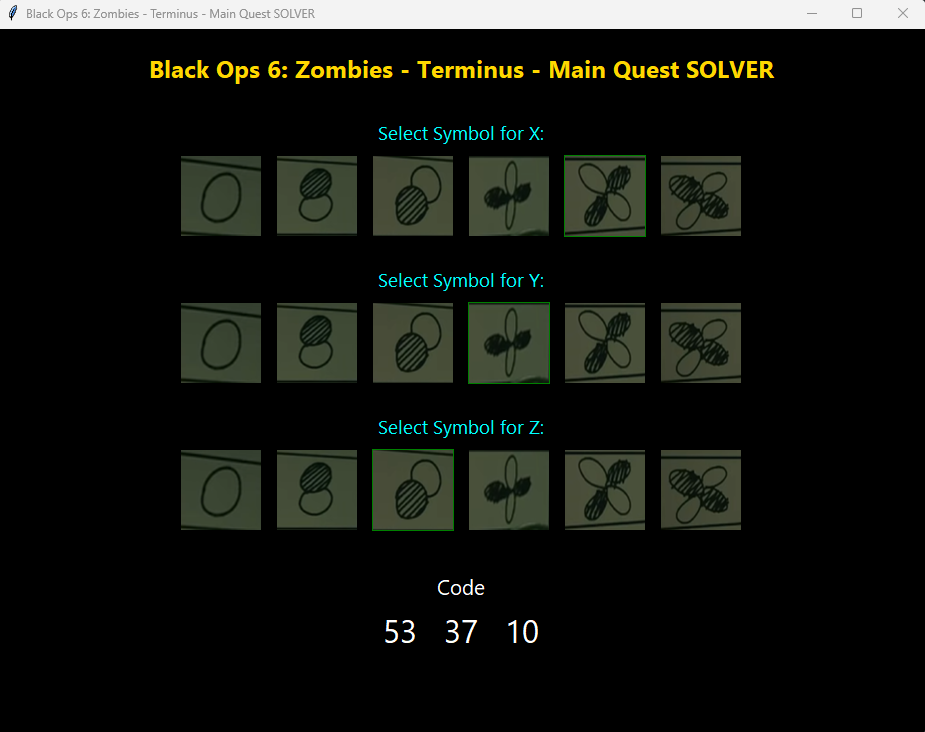 Black Ops 6: Zombies - Terminus - Main Quest SOLVER
Black Ops 6: Zombies - Terminus - Main Quest SOLVER
Select Symbol for X:
Select Symbol for Y:
Select Symbol for Z:
Code
53 37 10